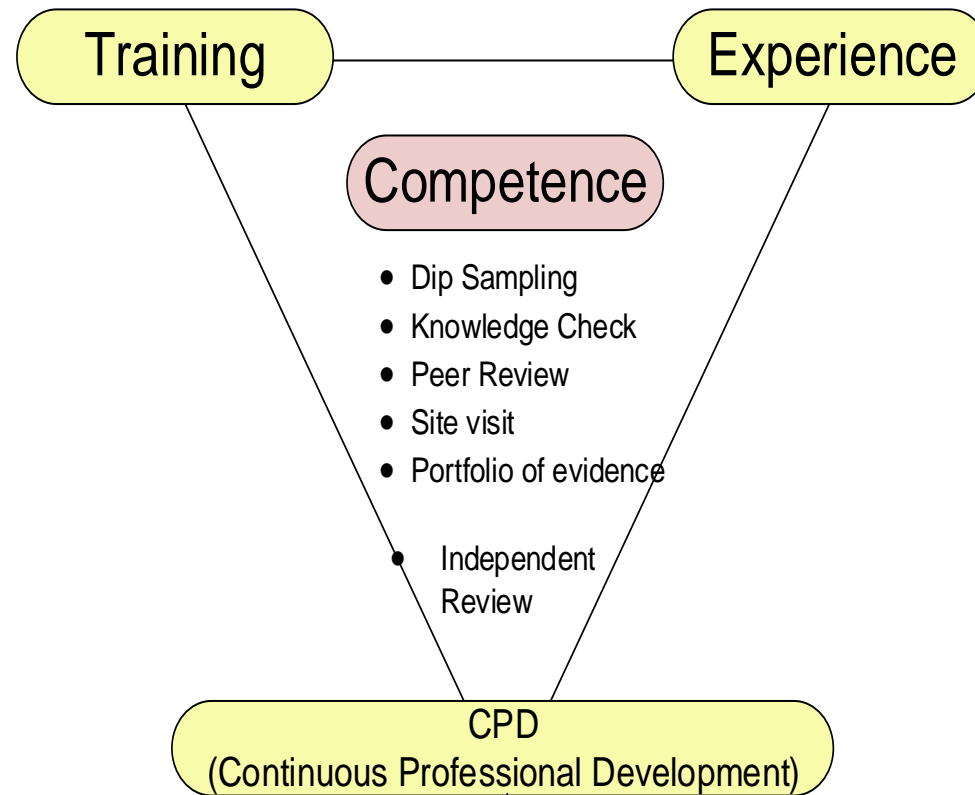 Training
Experience
Competence
• Dip Sampling
• Knowledge Check
• Peer Review
• Site visit
• Portfolio of evidence
• Independent
Review
CPD
(Continuous Professional Development)